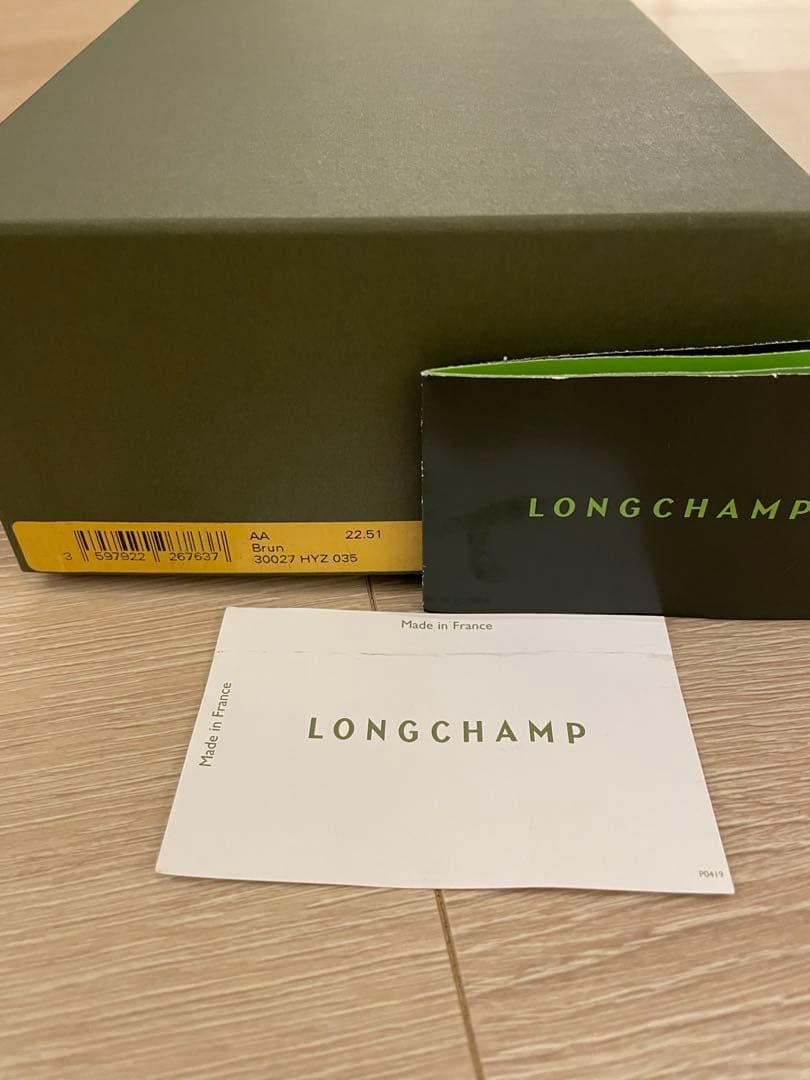 3 597922 267637
AA 22.51
Brun
30027 HYZ 035
LONGCHAMP
Made in France
Made in France
LONGCHAMP
P0419